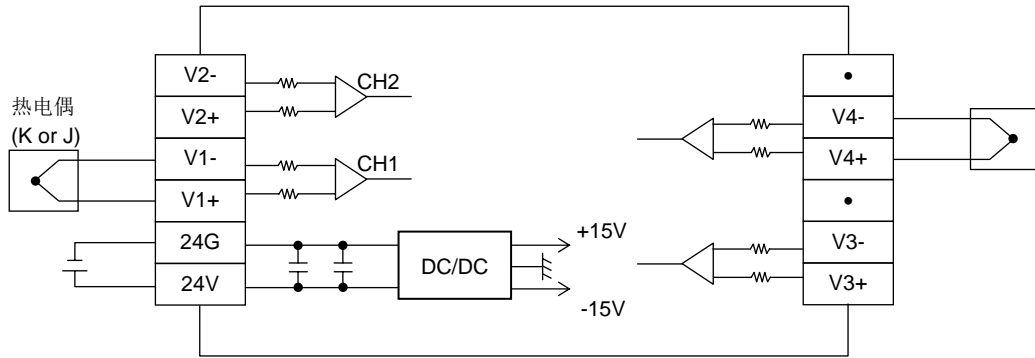 热电偶
(K or J)
V2-
V2+
V1-
V1+
24G
24V
CH2
CH1
DC/DC
+15V
-15V
•
V4-
V4+
•
V3-
V3+